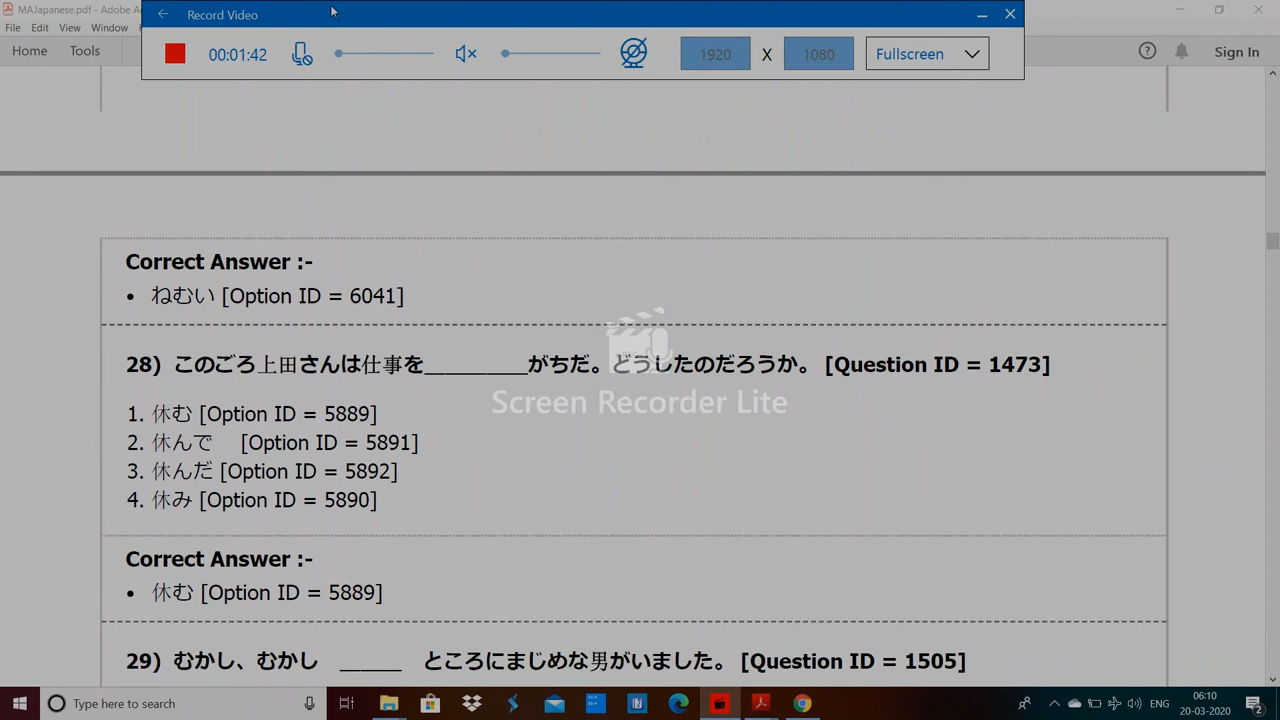 MAJapanese.pdf - Adobe A
Record Video
File Edit View Window
Home Tools
00:01:42
1920 X 1080 Fullscreen
Sign In
Correct Answer :-
• ねむい [Option ID = 6041]
28) このごろ上田さんは仕事を__________がちだ。どうしたのだろうか。 [Question ID = 1473]
1. 休む [Option ID = 5889]
2. 休んで [Option ID = 5891]
3. 休んだ [Option ID = 5892]
4. 休み [Option ID = 5890]
Screen Recorder Lite
Correct Answer :-
• 休む [Option ID = 5889]
29) むかし、むかし ______ ところにまじめな男がいました。 [Question ID = 1505]
Type here to search
ENG
06:10
20-03-2020
2